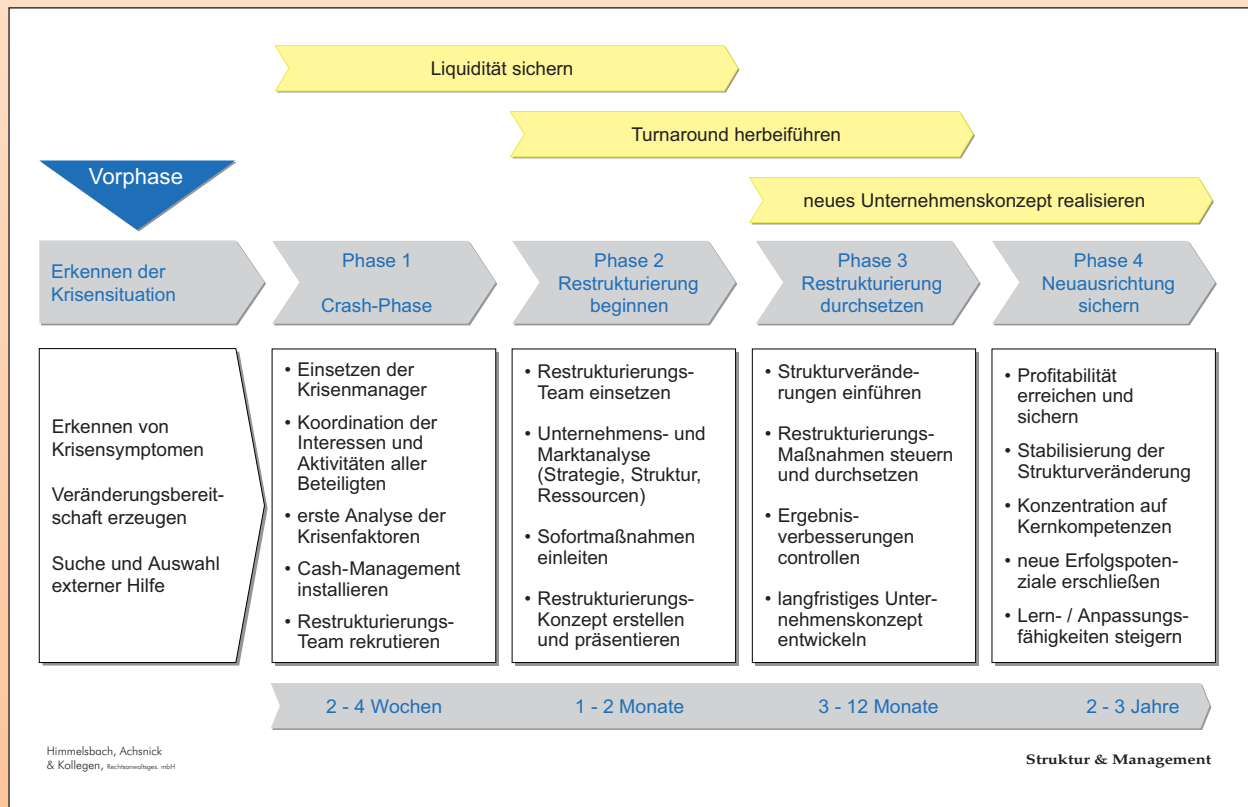 Liquidität sichern
Turnaround herbeiführen
neues Unternehmenskonzept realisieren
Vorphase
Erkennen der
Krisensituation
Phase 1
Crash-Phase
Phase 2
Restrukturierung
beginnen
Phase 3
Restrukturierung
durchsetzen
Phase 4
Neuausrichtung
sichern
Erkennen von
Krisensymptomen
Veränderungsbereit-
schaft erzeugen
Suche und Auswahl
externer Hilfe
• Einsetzen der
Krisenmanager
• Koordination der
Interessen und
Aktivitäten aller
Beteiligten
• erste Analyse der
Krisenfaktoren
• Cash-Management
installieren
• Restrukturierungs-
Team rekrutieren
• Restrukturierungs-
Team einsetzen
• Unternehmens- und
Marktanalyse
(Strategie, Struktur,
Ressourcen)
• Sofortmaßnahmen
einleiten
• Restrukturierungs-
Konzept erstellen
und präsentieren
• Strukturverände-
rungen einführen
• Restrukturierungs-
Maßnahmen steuern
und durchsetzen
• Ergebnis-
verbesserungen
controllen
• langfristiges Unter-
nehmenskonzept
entwickeln
• Profitabilität
erreichen und
sichern
• Stabilisierung der
Strukturveränderung
• Konzentration auf
Kernkompetenzen
• neue Erfolgspoten-
ziale erschließen
• Lern- / Anpassungs-
fähigkeiten steigern
2 - 4 Wochen
1 - 2 Monate
3 - 12 Monate
2 - 3 Jahre
Himmelsbach, Achsnick
& Kollegen, Rechtsanwaltsges. mbH
Struktur & Management